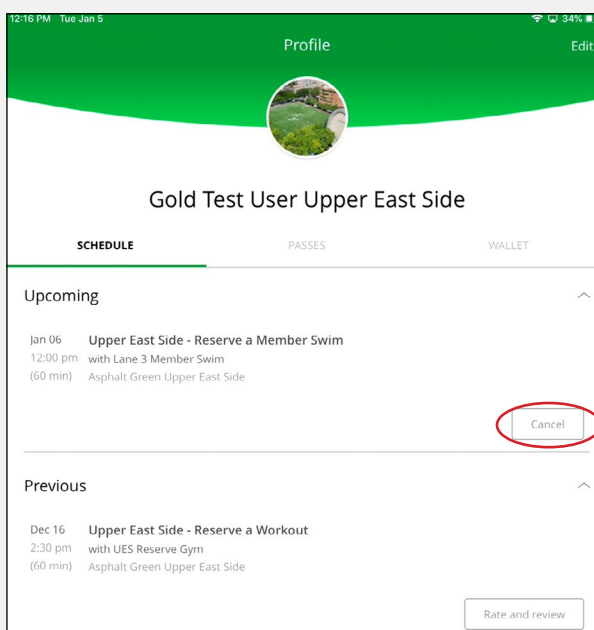 12:16 PM Tue Jan 5 34%
Profile
Edit
Gold Test User Upper East Side
SCHEDULE PASSES WALLET
Upcoming
Jan 06 Upper East Side - Reserve a Member Swim
12:00 pm with Lane 3 Member Swim
(60 min) Asphalt Green Upper East Side
Cancel
Previous
Dec 16 Upper East Side - Reserve a Workout
2:30 pm with UES Reserve Gym
(60 min) Asphalt Green Upper East Side
Rate and review